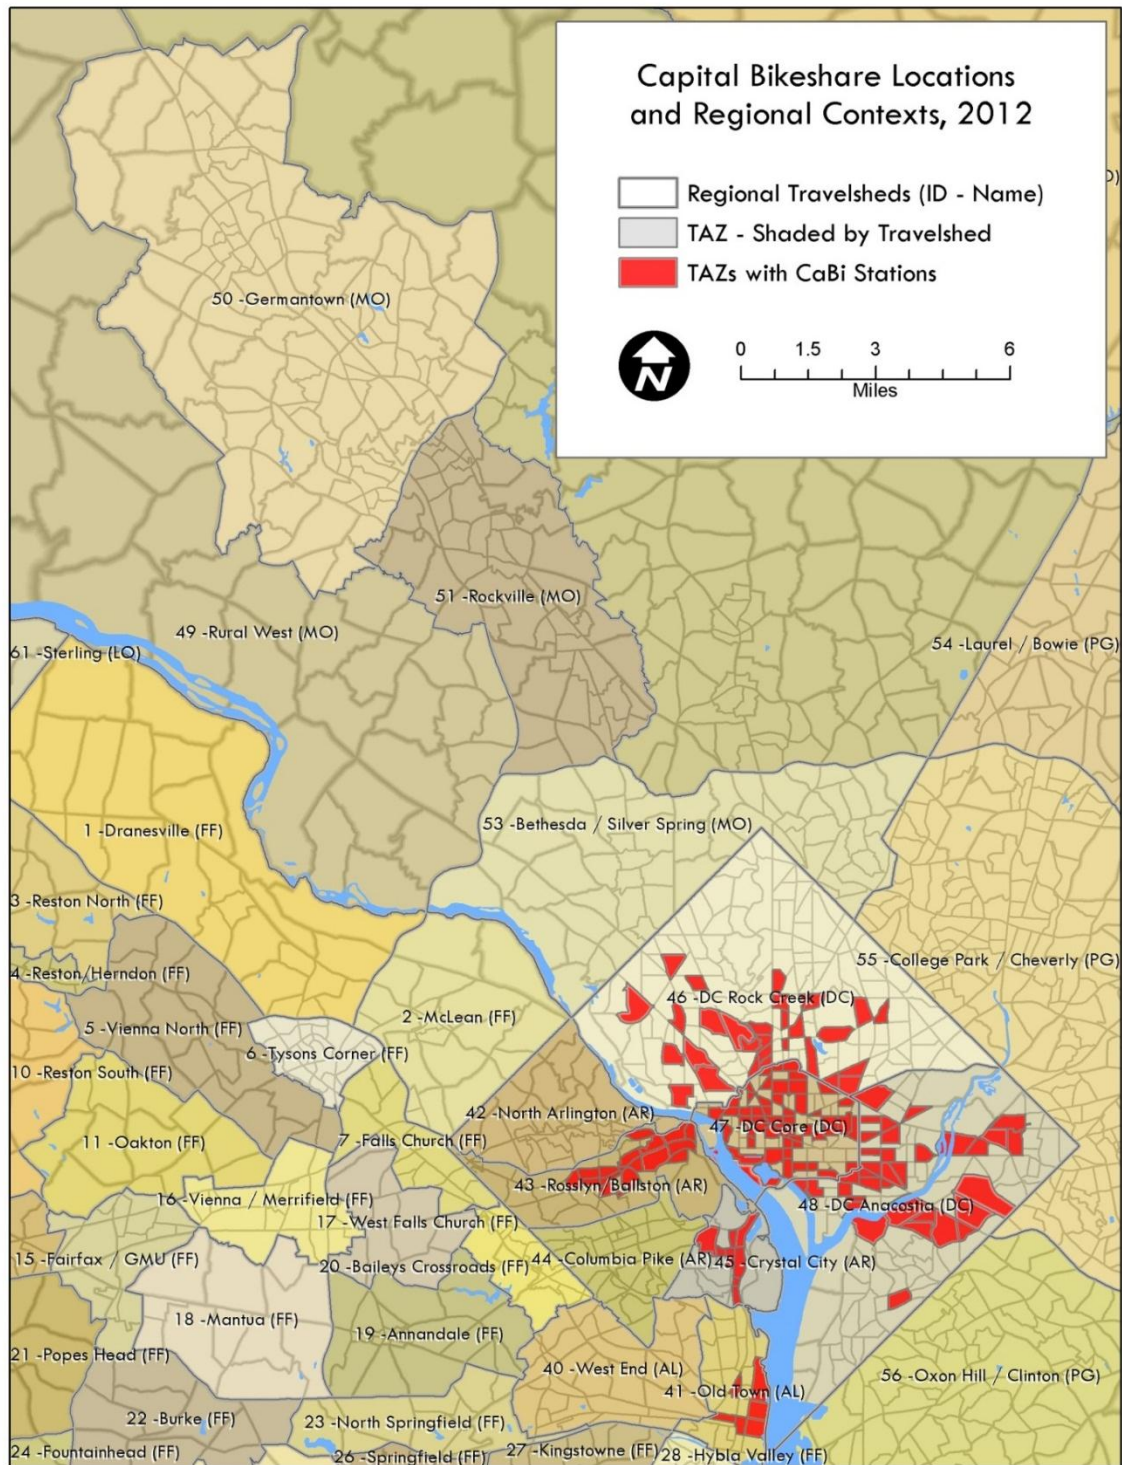 Capital Bikeshare Locations
and Regional Contexts, 2012
Regional Travelsheds (ID - Name)
TAZ - Shaded by Travelshed
TAZs with CaBi Stations
N
0 1.5 3 6
Miles
50 -Germantown (MO)
51 -Rockville (MO)
49 -Rural West (MO)
54 -Laurel / Bowie (PG)
61 -Sterling (LO)
53 -Bethesda / Silver Spring (MO)
1 -Dranesville (FF)
3 -Reston North (FF)
55 -College Park / Cheverly (PG)
4 -Reston/Herndon (FF)
46 -DC Rock Creek (DC)
2 -McLean (FF)
5 -Vienna North (FF)
6 -Tysons Corner (FF)
10 -Reston South (FF)
42 -North Arlington (AR)
47 -DC Core (DC)
11 -Oakton (FF)
7 -Falls Church (FF)
43 -Rosslyn/Ballston (AR)
16 -Vienna / Merrifield (FF)
48 -DC Anacostia (DC)
17 -West Falls Church (FF)
15 -Fairfax / GMU (FF)
20 -Baileys Crossroads (FF)
44 -Columbia Pike (AR)
45 -Crystal City (AR)
18 -Mantua (FF)
19 -Annandale (FF)
21 -Popes Head (FF)
40 -West End (AL)
56 -Oxon Hill / Clinton (PG)
41 -Old Town (AL)
22 -Burke (FF)
23 -North Springfield (FF)
24 -Fountainhead (FF)
26 -Springfield (FF)
27 -Kingstowne (FF)
28 -Hybla Valley (FF)